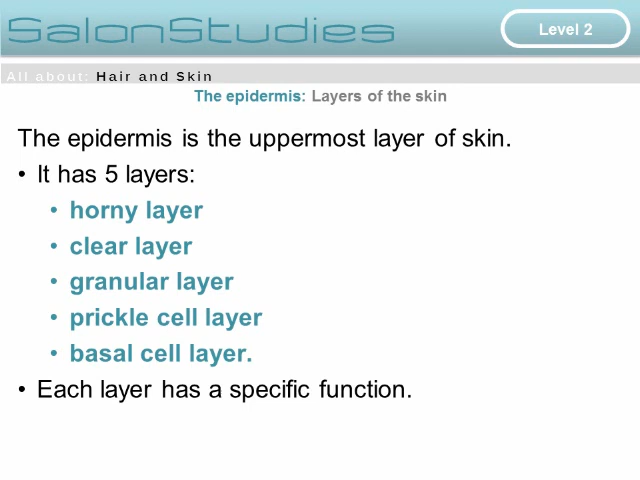 SalonStudies
Level 2
All about: Hair and Skin
The epidermis: Layers of the skin
The epidermis is the uppermost layer of skin.
• It has 5 layers:
• horny layer
• clear layer
• granular layer
• prickle cell layer
• basal cell layer.
• Each layer has a specific function.